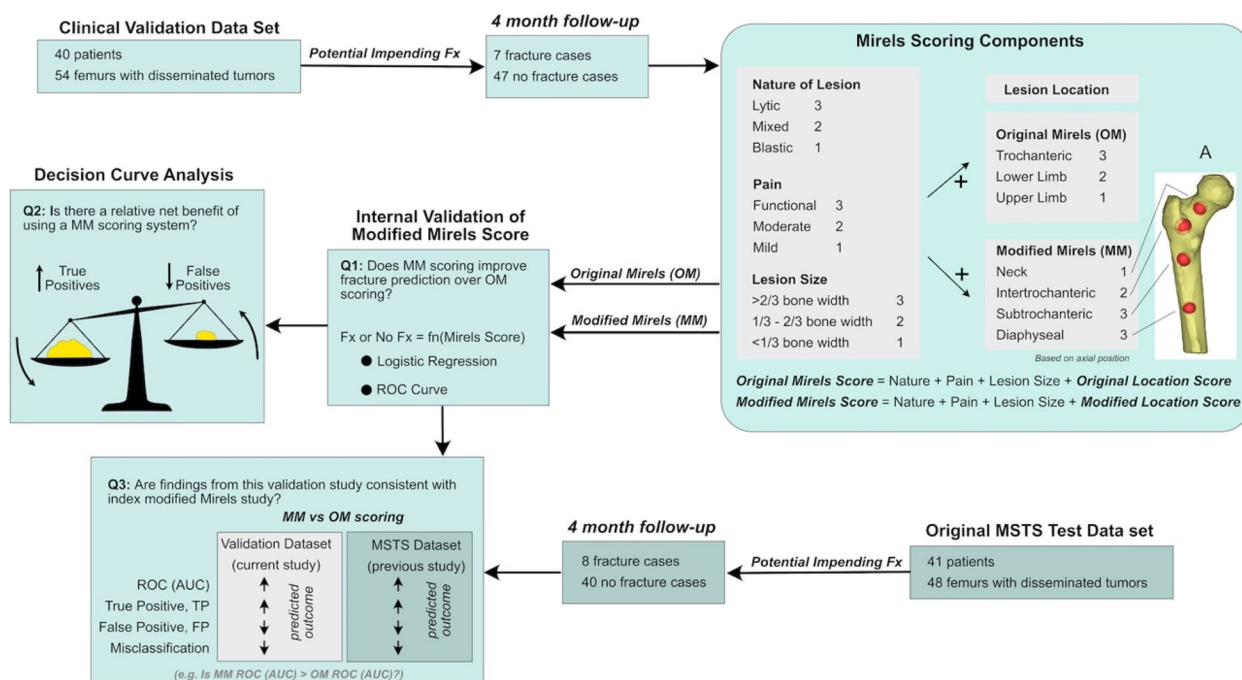 Clinical Validation Data Set
40 patients
54 femurs with disseminated tumors
Potential Impending Fx
4 month follow-up
7 fracture cases
47 no fracture cases
Mirels Scoring Components
Nature of Lesion
Lytic 3
Mixed 2
Blastic 1
Pain
Functional 3
Moderate 2
Mild 1
Lesion Size
>2/3 bone width 3
1/3 - 2/3 bone width 2
<1/3 bone width 1
+
+
Lesion Location
Original Mirels (OM)
Trochanteric 3
Lower Limb 2
Upper Limb 1
Modified Mirels (MM)
Neck 1
Intertrochanteric 2
Subtrochanteric 3
Diaphyseal 3
Based on axial position
A
Original Mirels Score = Nature + Pain + Lesion Size + Original Location Score
Modified Mirels Score = Nature + Pain + Lesion Size + Modified Location Score
Original Mirels (OM)
Modified Mirels (MM)
Internal Validation of
Modified Mirels Score
Q1: Does MM scoring improve
fracture prediction over OM
scoring?
Fx or No Fx = fn(Mirels Score)
● Logistic Regression
● ROC Curve
Decision Curve Analysis
Q2: Is there a relative net benefit of
using a MM scoring system?
↑ True
Positives
↓ False
Positives
Q3: Are findings from this validation study consistent with
index modified Mirels study?
MM vs OM scoring
Validation Dataset
(current study)
MSTS Dataset
(previous study)
ROC (AUC) ↑ ↑
True Positive, TP ↑ ↑
False Positive, FP ↓ ↓
Misclassification ↓ ↓
predicted
outcome
predicted
outcome
(e.g. Is MM ROC (AUC) > OM ROC (AUC)?)
4 month follow-up
8 fracture cases
40 no fracture cases
Potential Impending Fx
Original MSTS Test Data set
41 patients
48 femurs with disseminated tumors